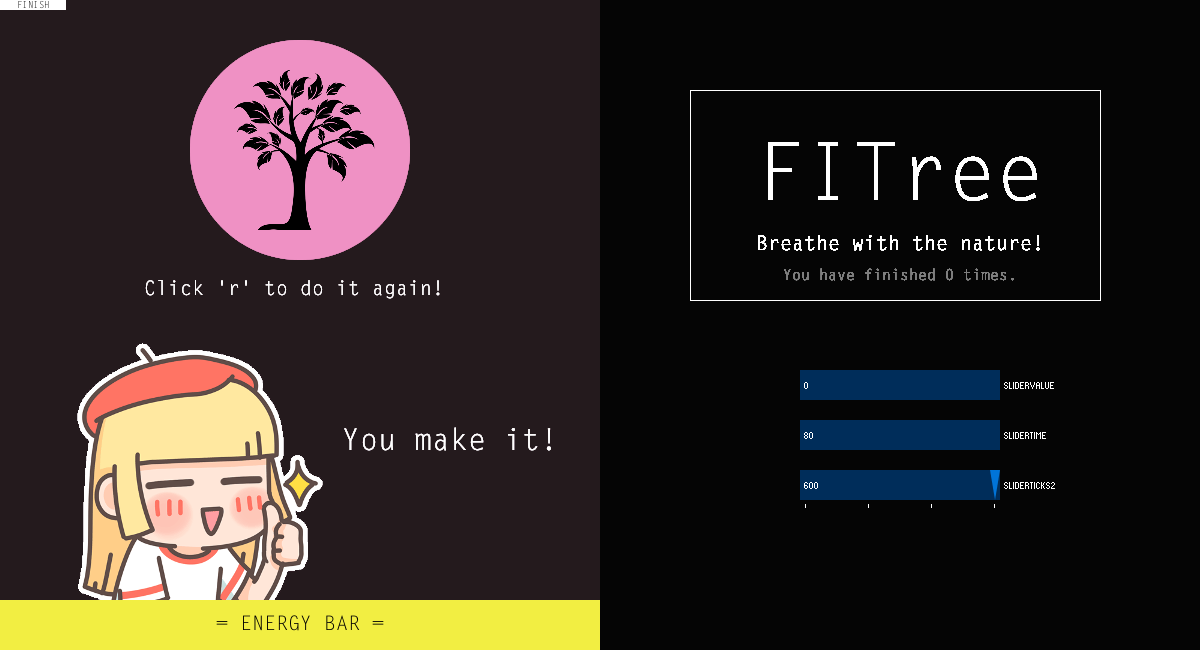 FINISH
Click 'r' to do it again!
You make it!
= ENERGY BAR =
FITree
Breathe with the nature!
You have finished 0 times.
0 SLIDERVALUE
80 SLIDERTIME
600 SLIDERTICKS2